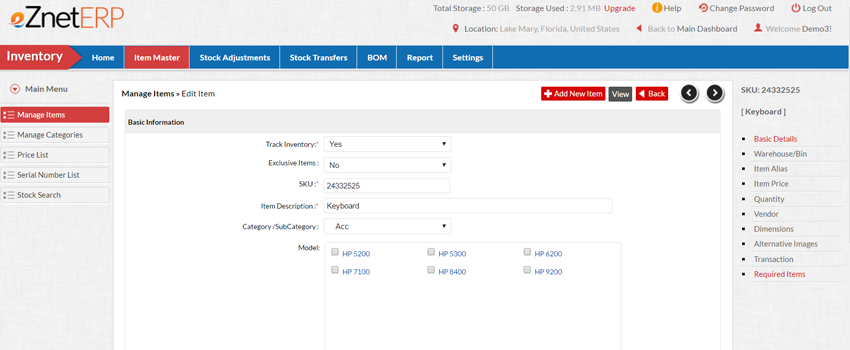 eZnetERP
Total Storage : 50 GB Storage Used : 2.91 MB Upgrade
Help
Change Password
Log Out
Location: Lake Mary, Florida, United States
Back to Main Dashboard
Welcome Demo3!
Inventory
Home
Item Master
Stock Adjustments
Stock Transfers
BOM
Report
Settings
Main Menu
Manage Items
Manage Categories
Price List
Serial Number List
Stock Search
Manage Items » Edit Item
Add New Item
View
Back
Basic Information
Track Inventory:* Yes
Exclusive Items : No
SKU :* 24332525
Item Description :* Keyboard
Category /SubCategory : Acc
Model:
HP 5200 HP 5300 HP 6200
HP 7100 HP 8400 HP 9200
SKU: 24332525
[ Keyboard ]
Basic Details
Warehouse/Bin
Item Alias
Item Price
Quantity
Vendor
Dimensions
Alternative Images
Transaction
Required Items